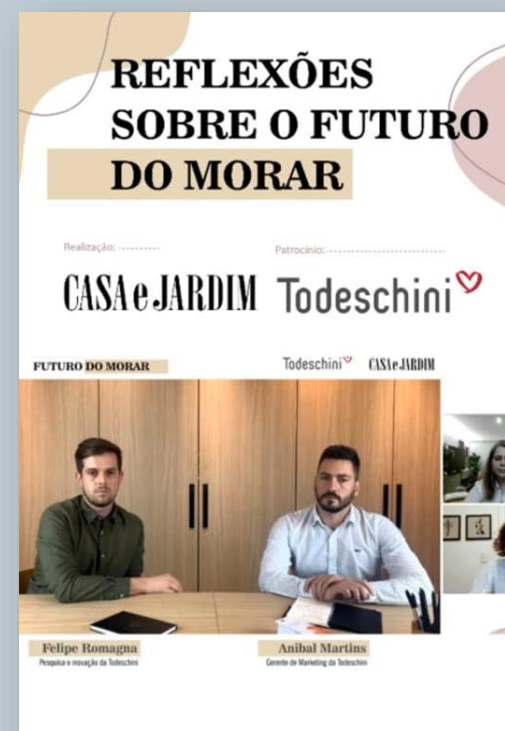 REFLEXÕES
SOBRE O FUTURO
DO MORAR
Realização:
Patrocínio:
CASA e JARDIM
Todeschini
FUTURO DO MORAR
Todeschini
CASA e JARDIM
Felipe Romagna
Pesquisa e inovação da Todeschini
Anibal Martins
Gerente de Marketing da Todeschini